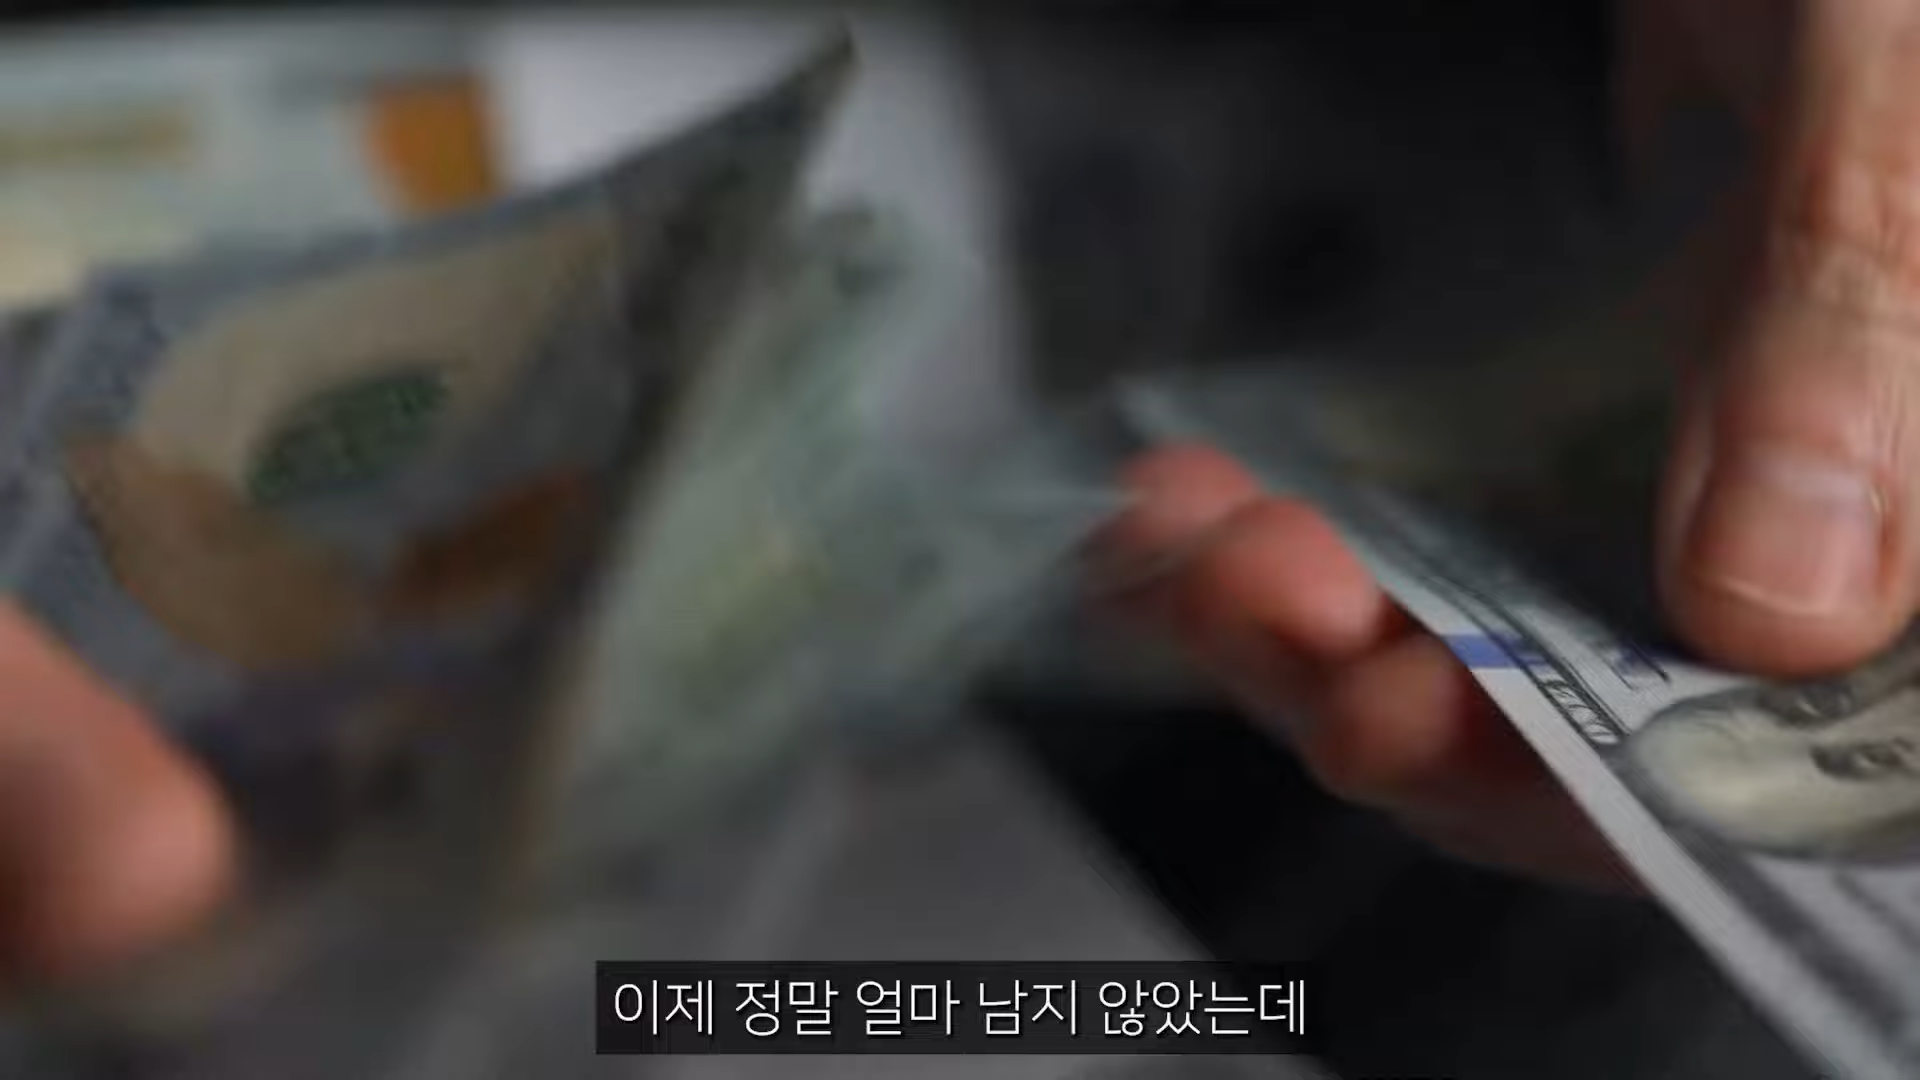 이제 정말 얼마 남지 않았는데